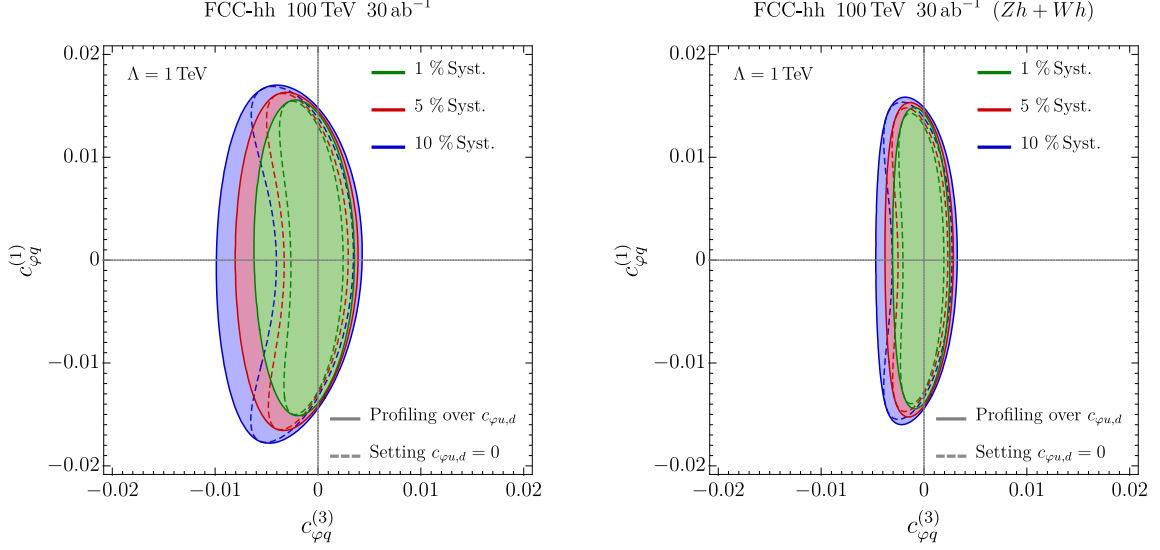 FCC-hh 100 TeV 30 ab⁻¹
Λ = 1 TeV
1 % Syst.
5 % Syst.
10 % Syst.
Profiling over c_{φu,d}
Setting c_{φu,d} = 0
0.02
0.01
0
−0.01
−0.02
c_{φq}^{(1)}
−0.02
−0.01
0
0.01
0.02
c_{φq}^{(3)}
FCC-hh 100 TeV 30 ab⁻¹ (Zh + Wh)
Λ = 1 TeV
1 % Syst.
5 % Syst.
10 % Syst.
Profiling over c_{φu,d}
Setting c_{φu,d} = 0
0.02
0.01
0
−0.01
−0.02
c_{φq}^{(1)}
−0.02
−0.01
0
0.01
0.02
c_{φq}^{(3)}